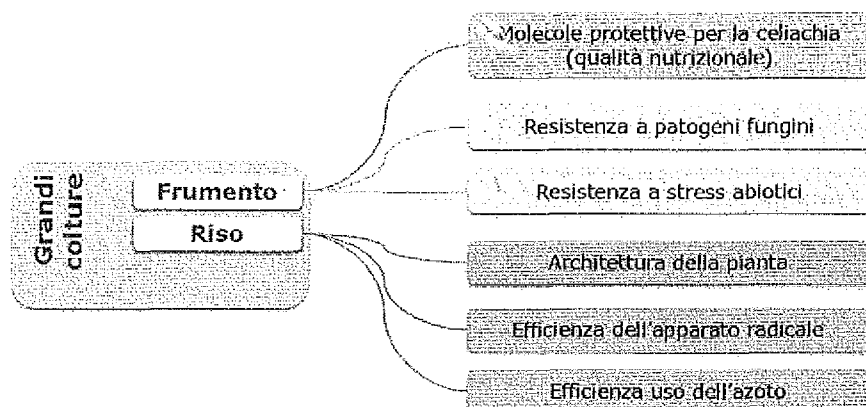 Grandi
colture
Frumento
Riso
Molecole protettive per la celiachia
(qualità nutrizionale)
Resistenza a patogeni fungini
Resistenza a stress abiotici
Architettura della pianta
Efficienza dell'apparato radicale
Efficienza uso dell'azoto